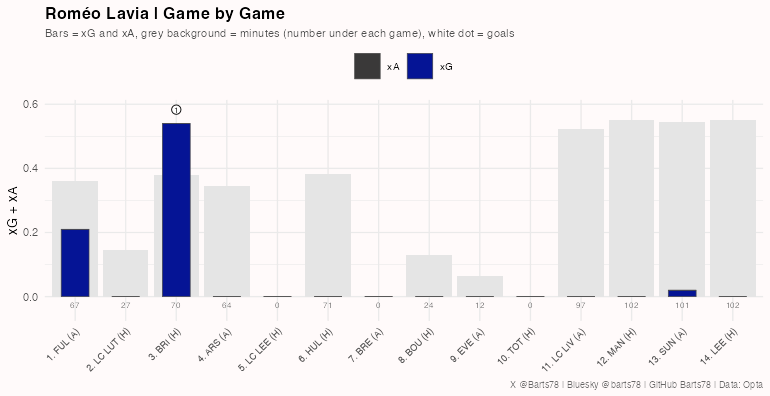 Roméo Lavia | Game by Game
Bars = xG and xA, grey background = minutes (number under each game), white dot = goals
xA xG
xG + xA
0.6
0.4
0.2
0.0
1
67 27 70 64 0 71 0 24 12 0 97 102 101 102
1. FUL (A)
2. LC LUT (H)
3. BRI (H)
4. ARS (A)
5. LC LEE (H)
6. HUL (H)
7. BRE (A)
8. BOU (H)
9. EVE (A)
10. TOT (H)
11. LC LIV (A)
12. MAN (H)
13. SUN (A)
14. LEE (H)
X @Barts78 | Bluesky @barts78 | GitHub Barts78 | Data: Opta